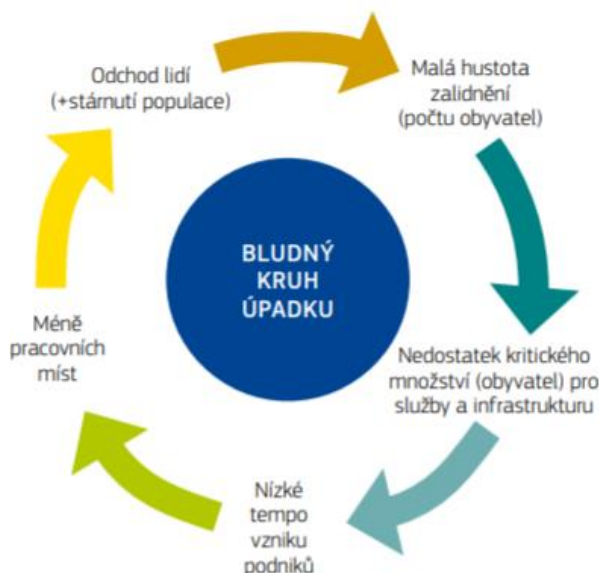 Odchod lidí
(+stárnutí populace)
Malá hustota
zalidnění
(počtu obyvatel)
BLUDNÝ
KRUH
ÚPADKU
Méně
pracovních
míst
Nedostatek kritického
množství (obyvatel) pro
služby a infrastrukturu
Nízké
tempo
vzniku
podniků